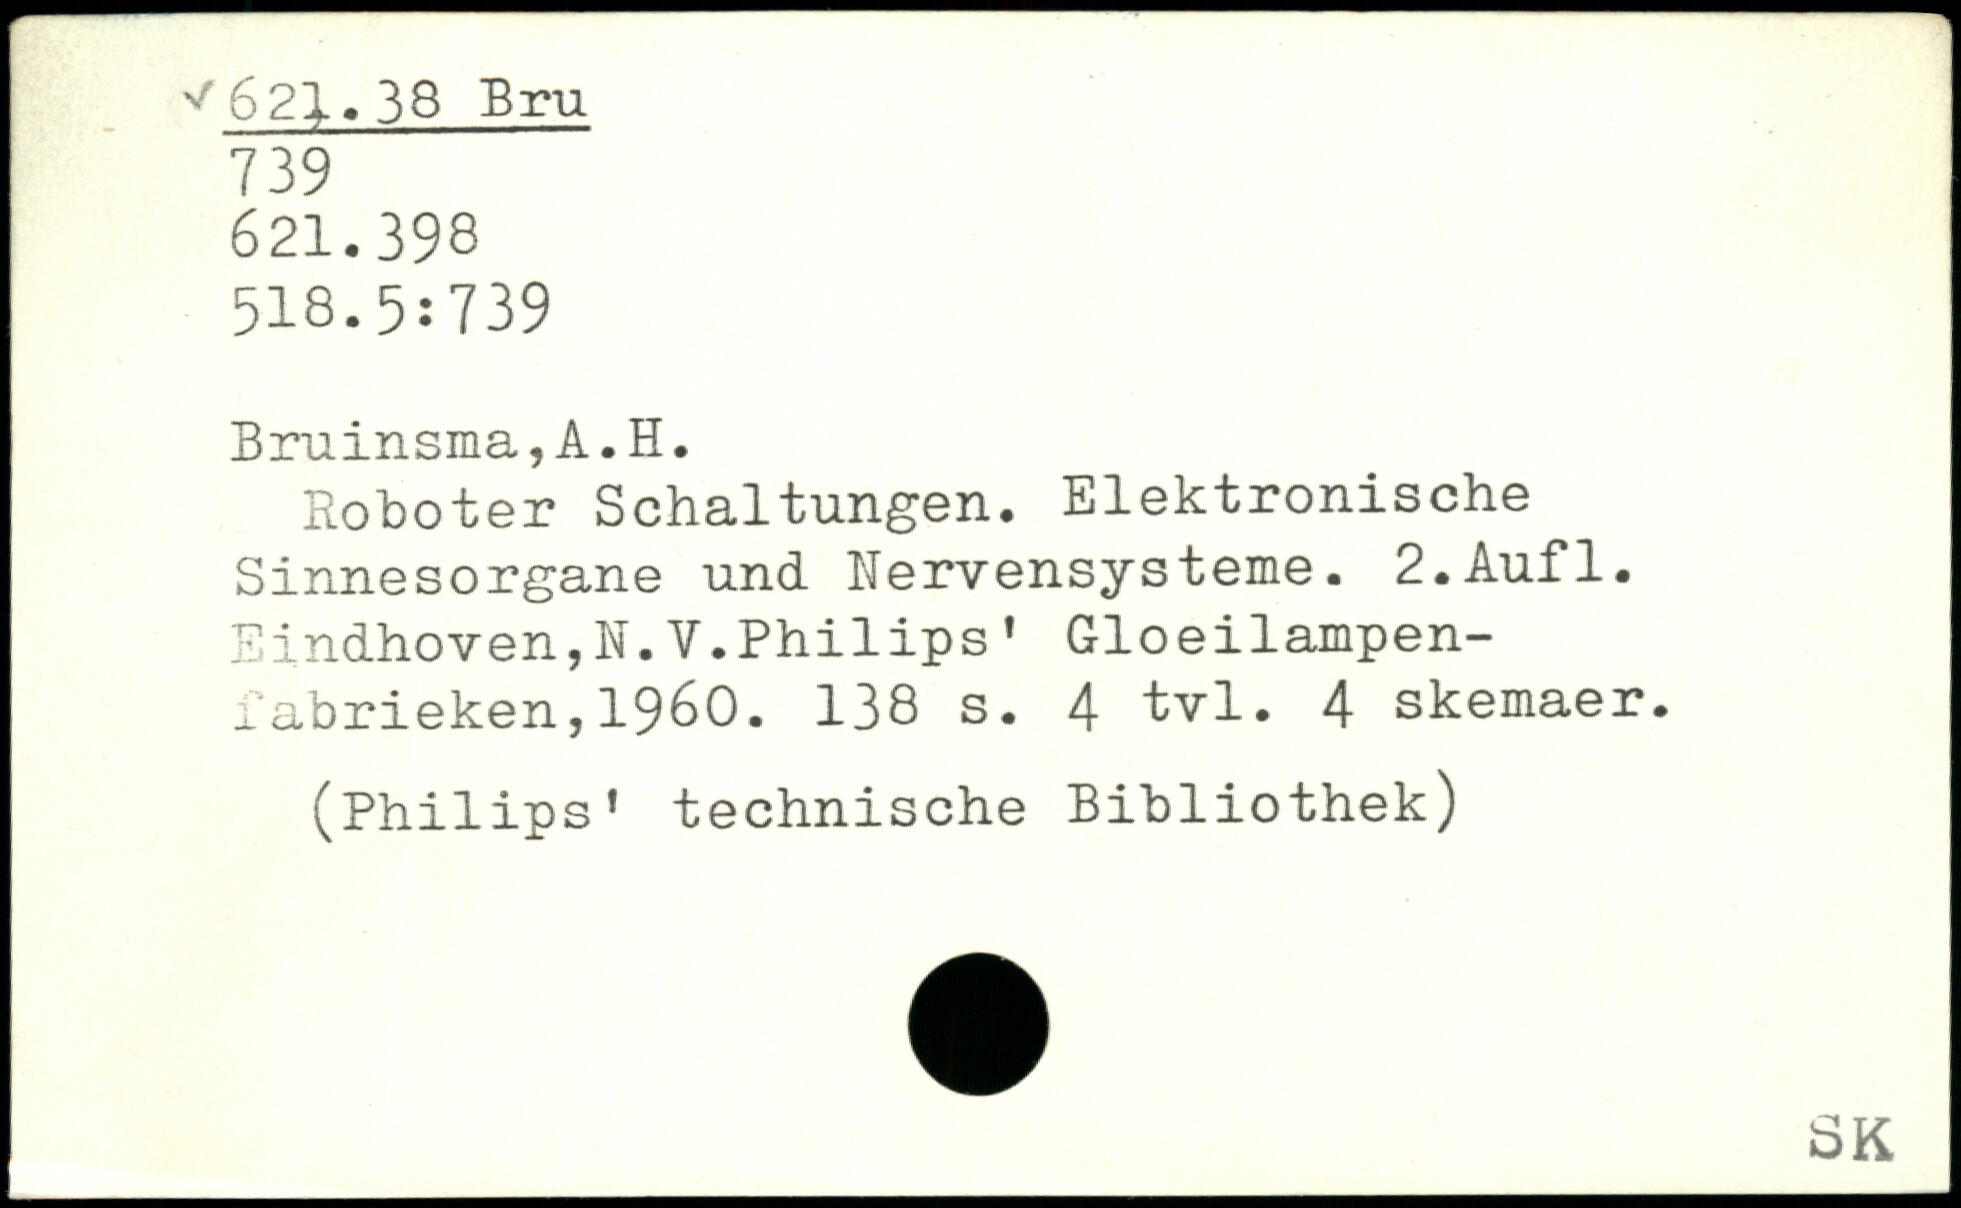 ✓621.38 Bru
739
621.398
518.5:739
Bruinsma,A.H.
Roboter Schaltungen. Elektronische
Sinnesorgane und Nervensysteme. 2.Aufl.
Eindhoven,N.V.Philips' Gloeilampen-
fabrieken,1960. 138 s. 4 tvl. 4 skemaer.
(Philips' technische Bibliothek)
SK